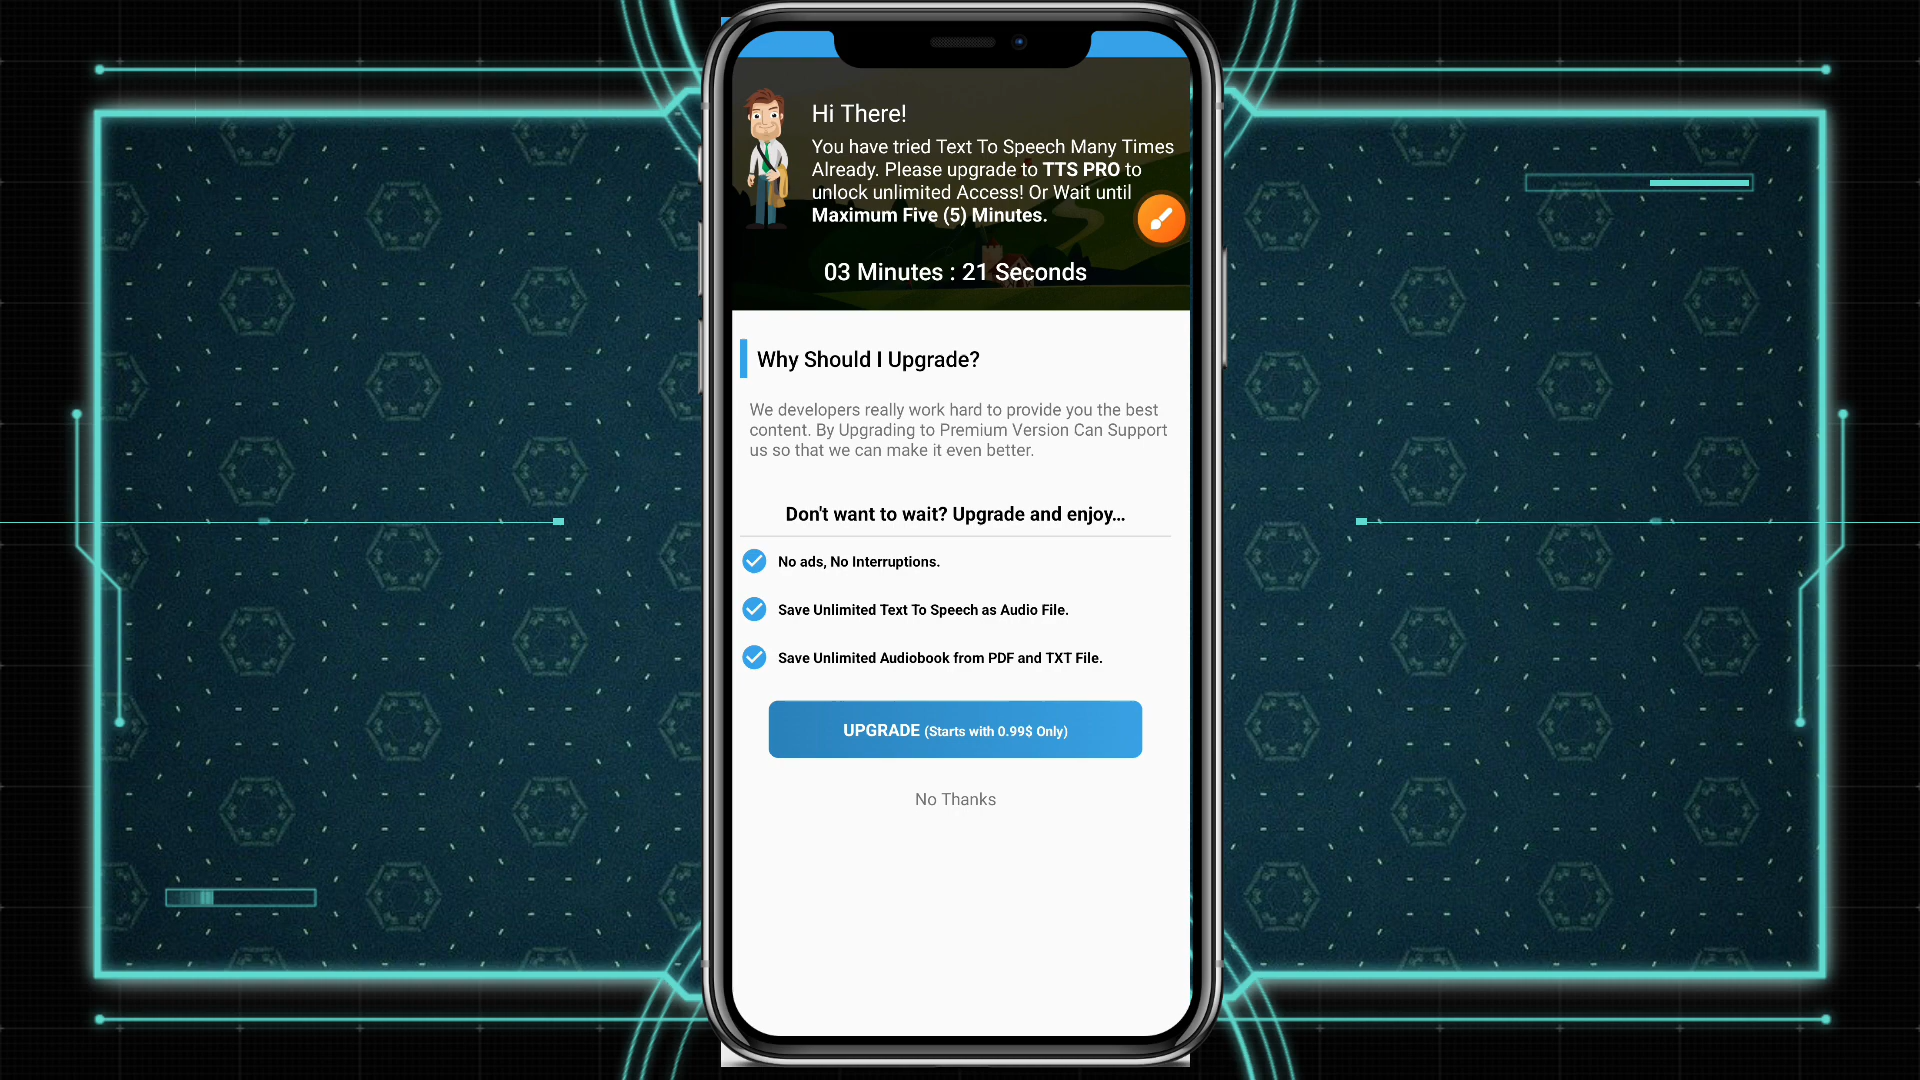 Hi There!
You have tried Text To Speech Many Times
Already. Please upgrade to TTS PRO to
unlock unlimited Access! Or Wait until
Maximum Five (5) Minutes.
03 Minutes : 21 Seconds
Why Should I Upgrade?
We developers really work hard to provide you the best
content. By Upgrading to Premium Version Can Support
us so that we can make it even better.
Don't want to wait? Upgrade and enjoy...
No ads, No Interruptions.
Save Unlimited Text To Speech as Audio File.
Save Unlimited Audiobook from PDF and TXT File.
UPGRADE (Starts with 0.99$ Only)
No Thanks